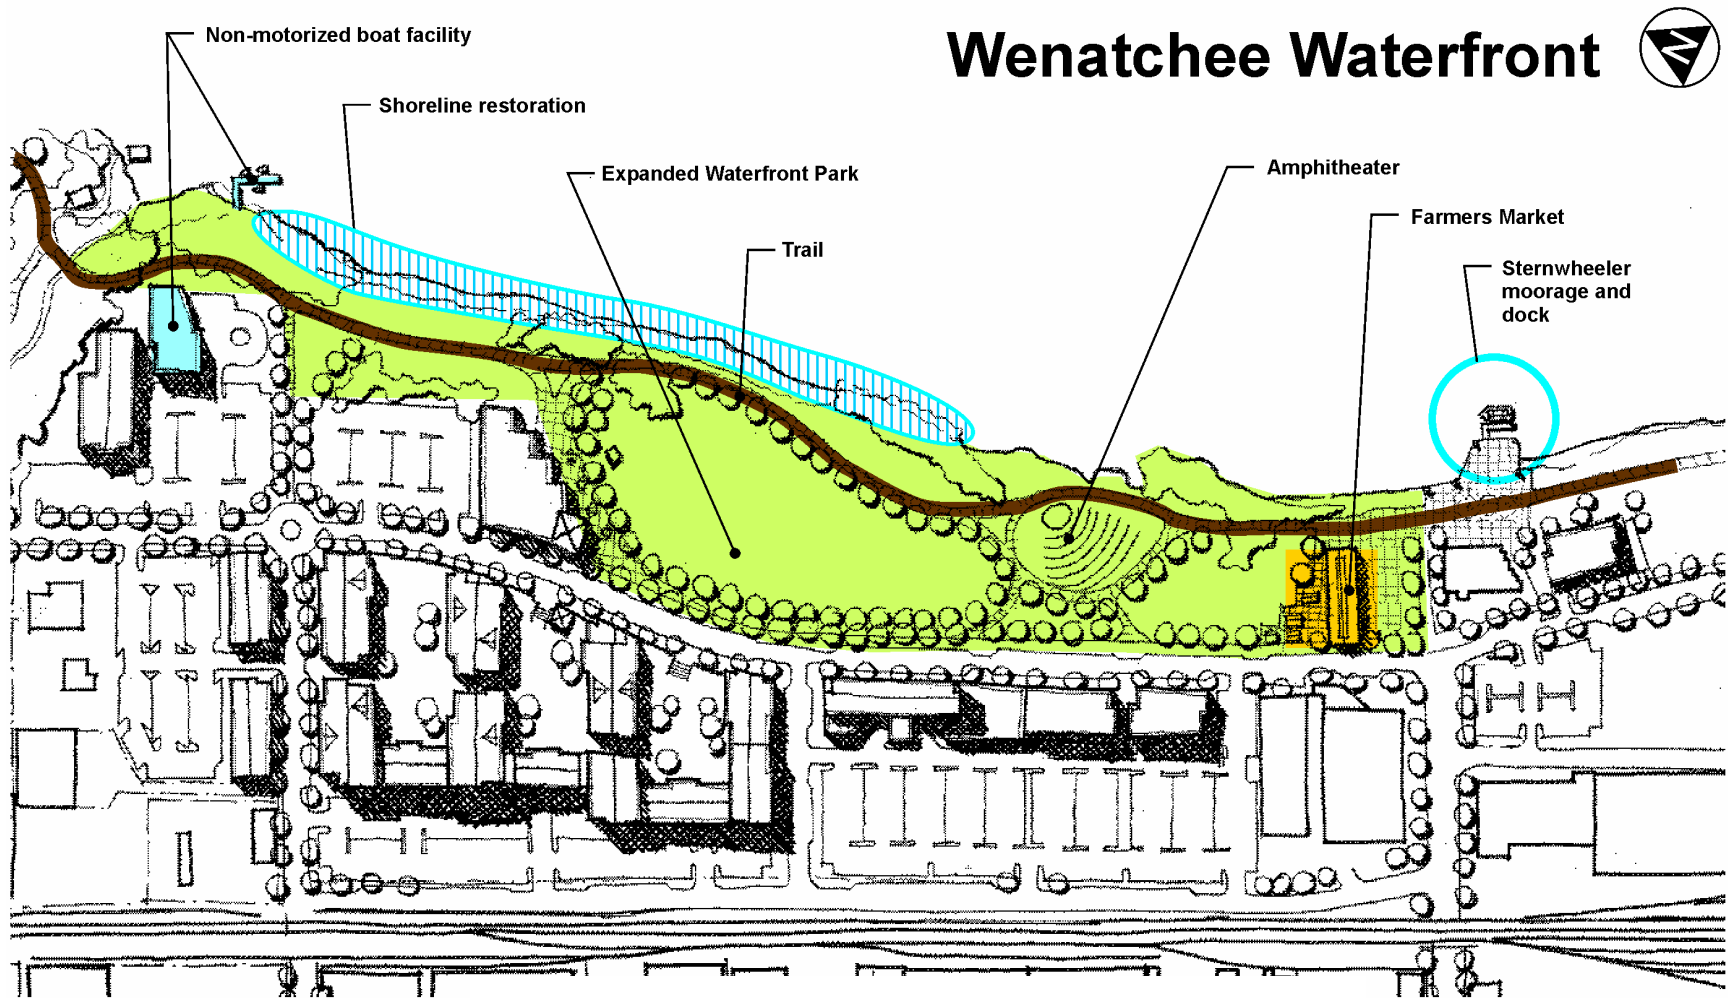 Wenatchee Waterfront
N
Non-motorized boat facility
Shoreline restoration
Expanded Waterfront Park
Trail
Amphitheater
Farmers Market
Sternwheeler
moorage and
dock